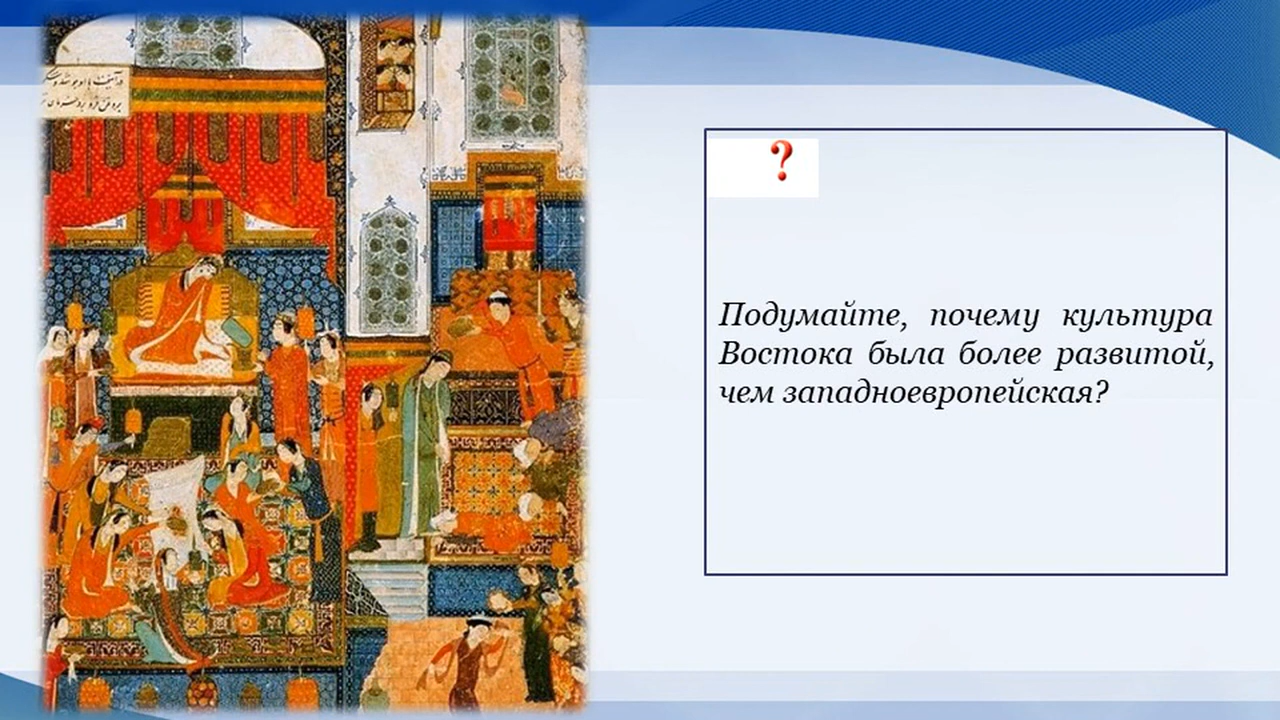 ?
Подумайте, почему культура
Востока была более развитой,
чем западноевропейская?